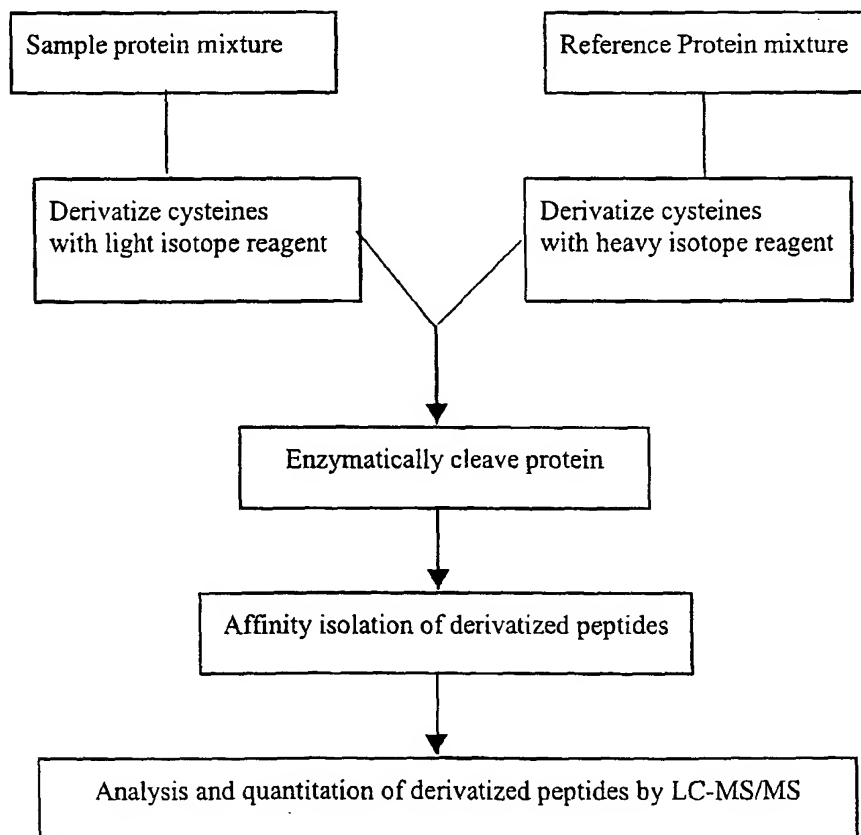 Sample protein mixture
Reference Protein mixture
Derivatize cysteines
with light isotope reagent
Derivatize cysteines
with heavy isotope reagent
Enzymatically cleave protein
Affinity isolation of derivatized peptides
Analysis and quantitation of derivatized peptides by LC-MS/MS